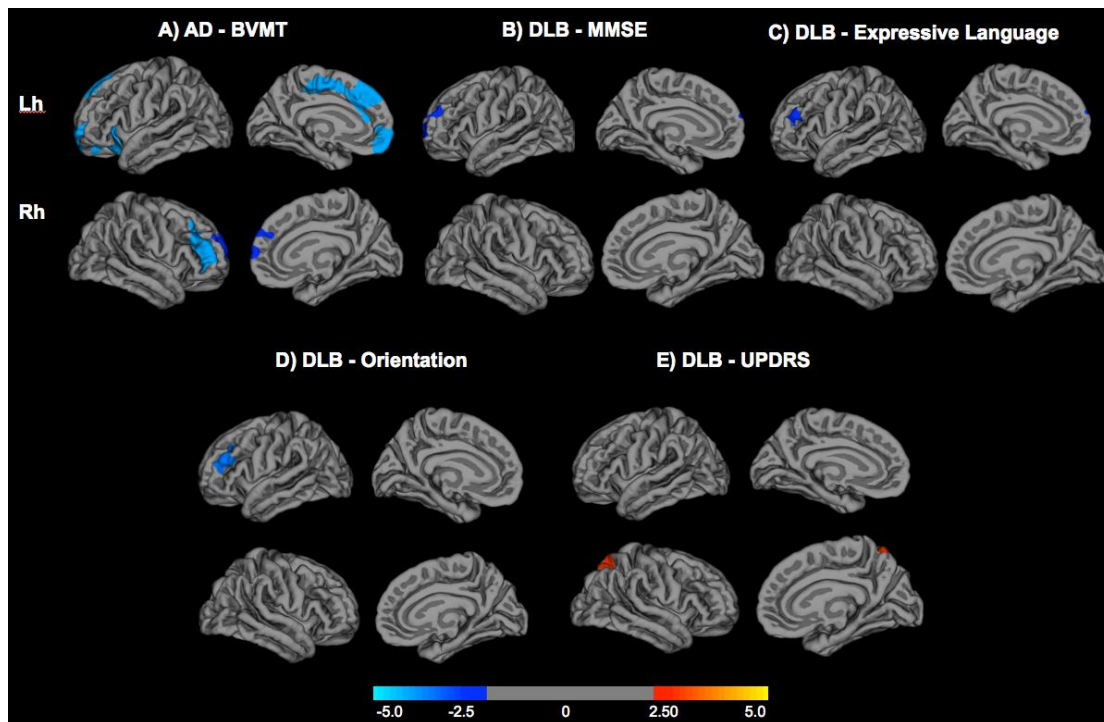 A) AD - BVMT
B) DLB - MMSE
C) DLB - Expressive Language
Lh
Rh
D) DLB - Orientation
E) DLB - UPDRS
-5.0 -2.5 0 2.50 5.0